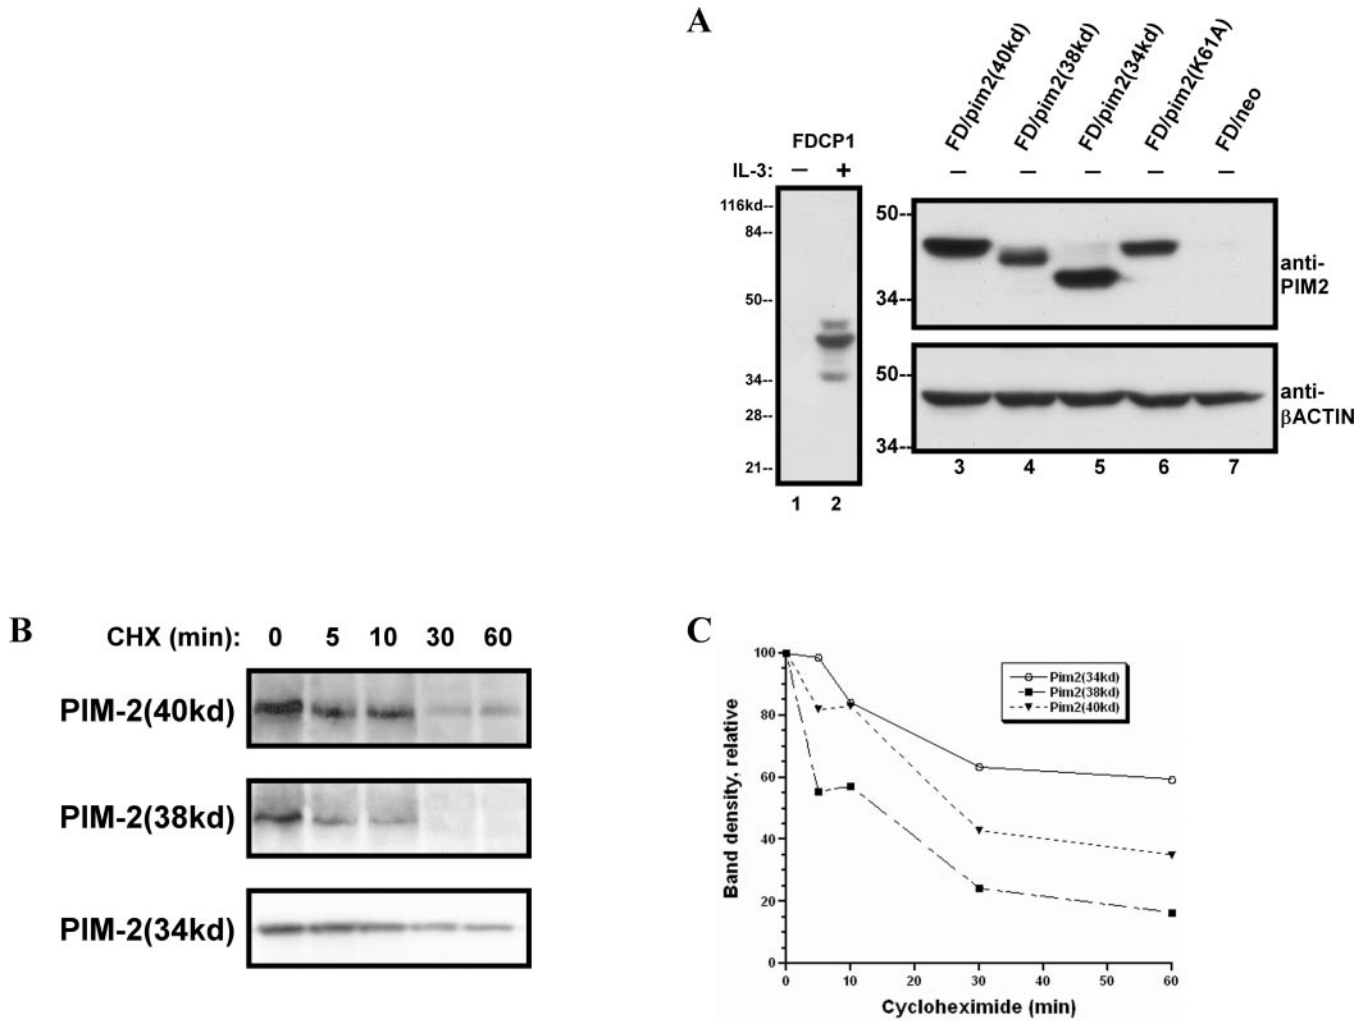 A
FD/pim2(40kd)
FD/pim2(38kd)
FD/pim2(34kd)
FD/pim2(K61A)
FD/neo
FDCP1
IL-3: – +
– – – – –
116kd--
84--
50--
34--
28--
21--
1 2
50--
34--
anti-
PIM2
50--
34--
anti-
βACTIN
3 4 5 6 7
B
CHX (min): 0 5 10 30 60
PIM-2(40kd)
PIM-2(38kd)
PIM-2(34kd)
C
Pim2(34kd)
Pim2(38kd)
Pim2(40kd)
100
80
60
40
20
0
Band density, relative
0 10 20 30 40 50 60
Cycloheximide (min)